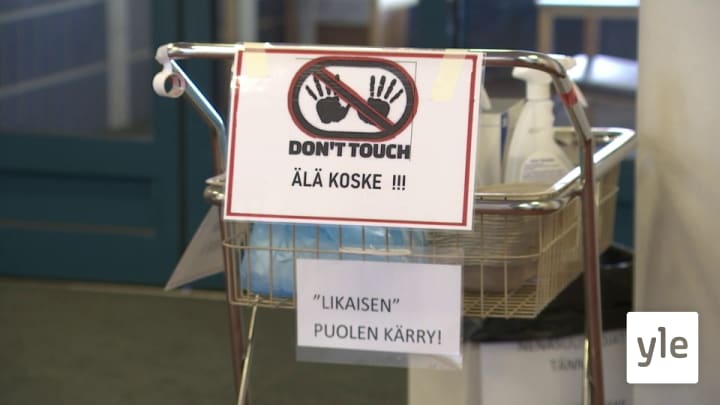 DON'T TOUCH
ÄLÄ KOSKE !!!
"LIKAISEN"
PUOLEN KÄRRY!
yle